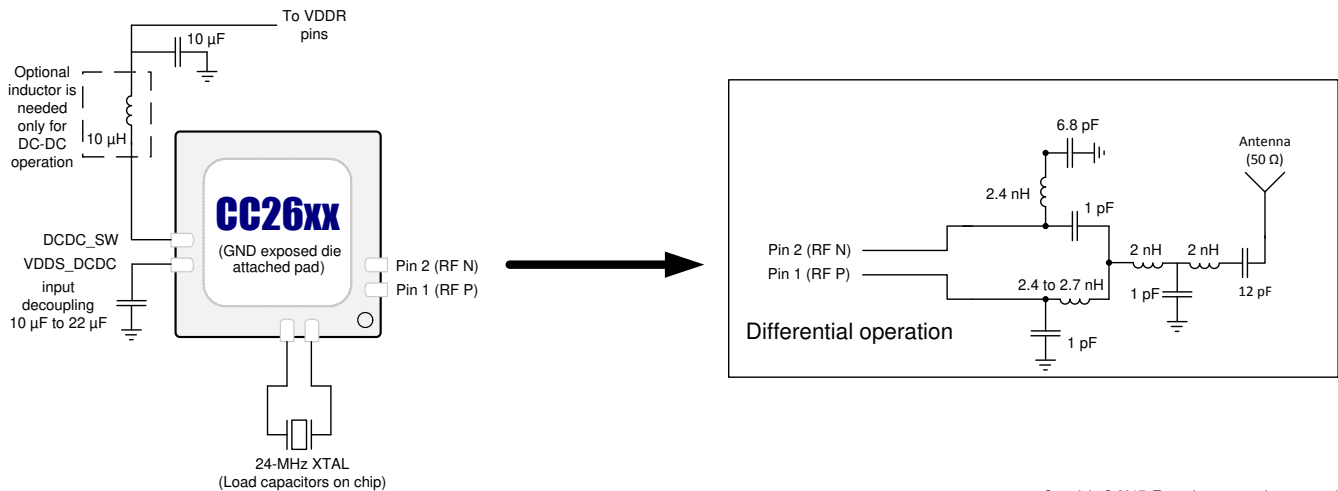 To VDDR
pins
10 µF
Optional
inductor is
needed
only for
DC-DC
operation
10 µH
CC26xx
(GND exposed die
attached pad)
DCDC_SW
VDDS_DCDC
input
decoupling
10 µF to 22 µF
Pin 2 (RF N)
Pin 1 (RF P)
24-MHz XTAL
(Load capacitors on chip)
6.8 pF
Antenna
(50 Ω)
2.4 nH
1 pF
Pin 2 (RF N)
Pin 1 (RF P)
2 nH
2 nH
2.4 to 2.7 nH
1 pF
12 pF
Differential operation
1 pF